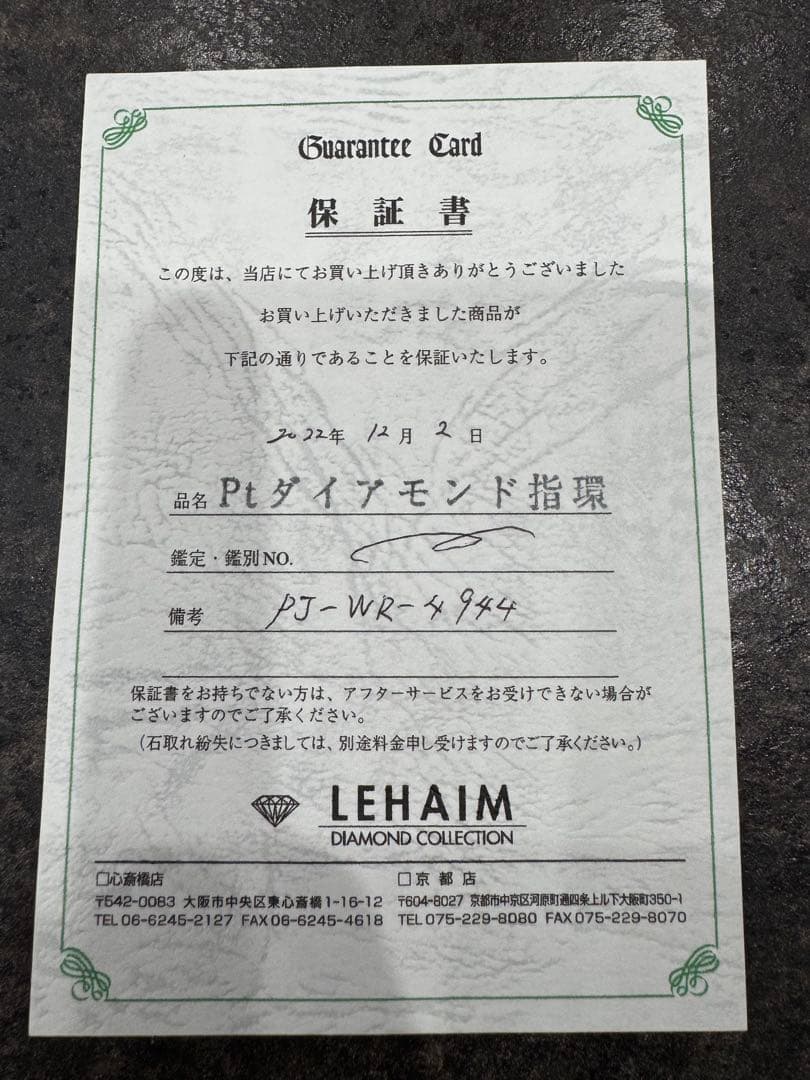 Guarantee Card
保証書
この度は、当店にてお買い上げ頂きありがとうございました
お買い上げいただきました商品が
下記の通りであることを保証いたします。
2022年 12月 2日
品名 Ptダイアモンド指環
鑑定・鑑別NO.
備考 PJ-WR-4944
保証書をお持ちでない方は、アフターサービスをお受けできない場合が
ございますのでご了承ください。
（石取れ紛失につきましては、別途料金申し受けますのでご了承ください。）
LEHAIM
DIAMOND COLLECTION
□心斎橋店
〒542-0083 大阪市中央区東心斎橋1-16-12
TEL 06-6245-2127 FAX 06-6245-4618
□京都店
〒604-8027 京都市中京区河原町通四条上ル下大阪町350-1
TEL 075-229-8080 FAX 075-229-8070